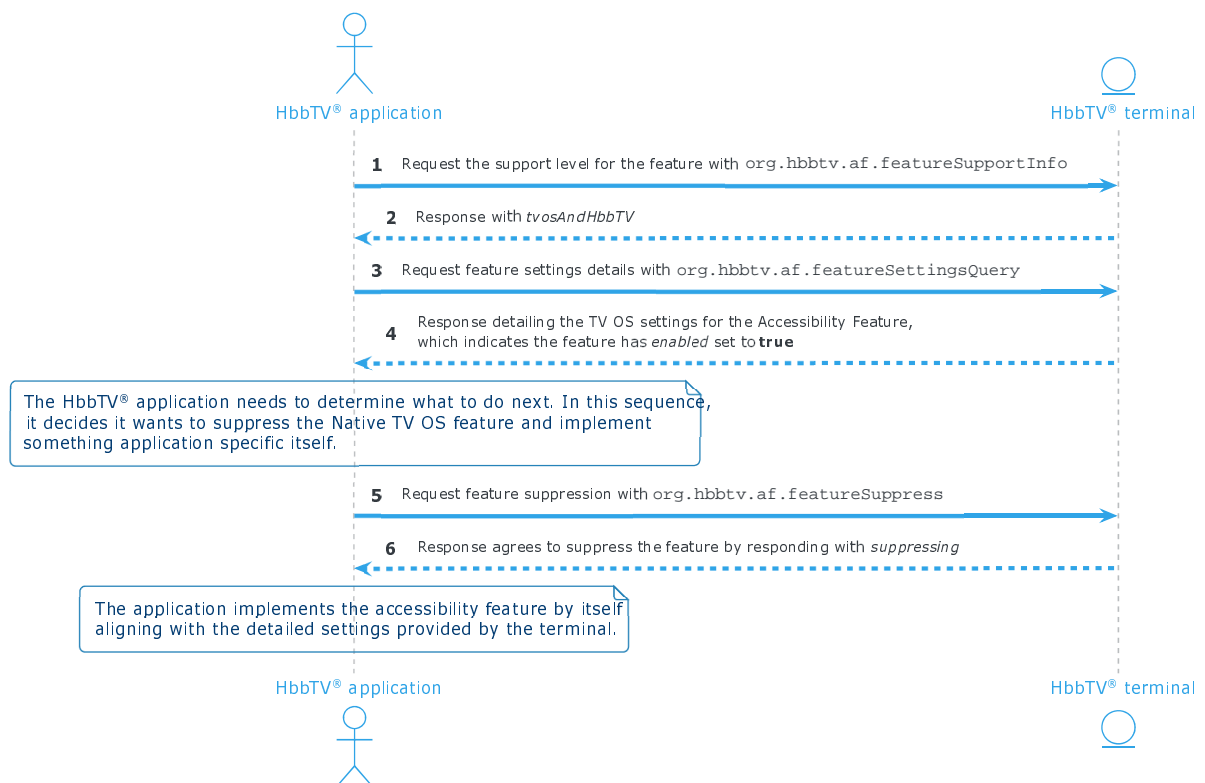 HbbTV® application
HbbTV® terminal
1 Request the support level for the feature with org.hbbtv.af.featureSupportInfo
2 Response with tvosAndHbbTV
3 Request feature settings details with org.hbbtv.af.featureSettingsQuery
4 Response detailing the TV OS settings for the Accessibility Feature,
which indicates the feature has enabled set to true
The HbbTV® application needs to determine what to do next. In this sequence,
it decides it wants to suppress the Native TV OS feature and implement
something application specific itself.
5 Request feature suppression with org.hbbtv.af.featureSuppress
6 Response agrees to suppress the feature by responding with suppressing
The application implements the accessibility feature by itself
aligning with the detailed settings provided by the terminal.
HbbTV® application
HbbTV® terminal